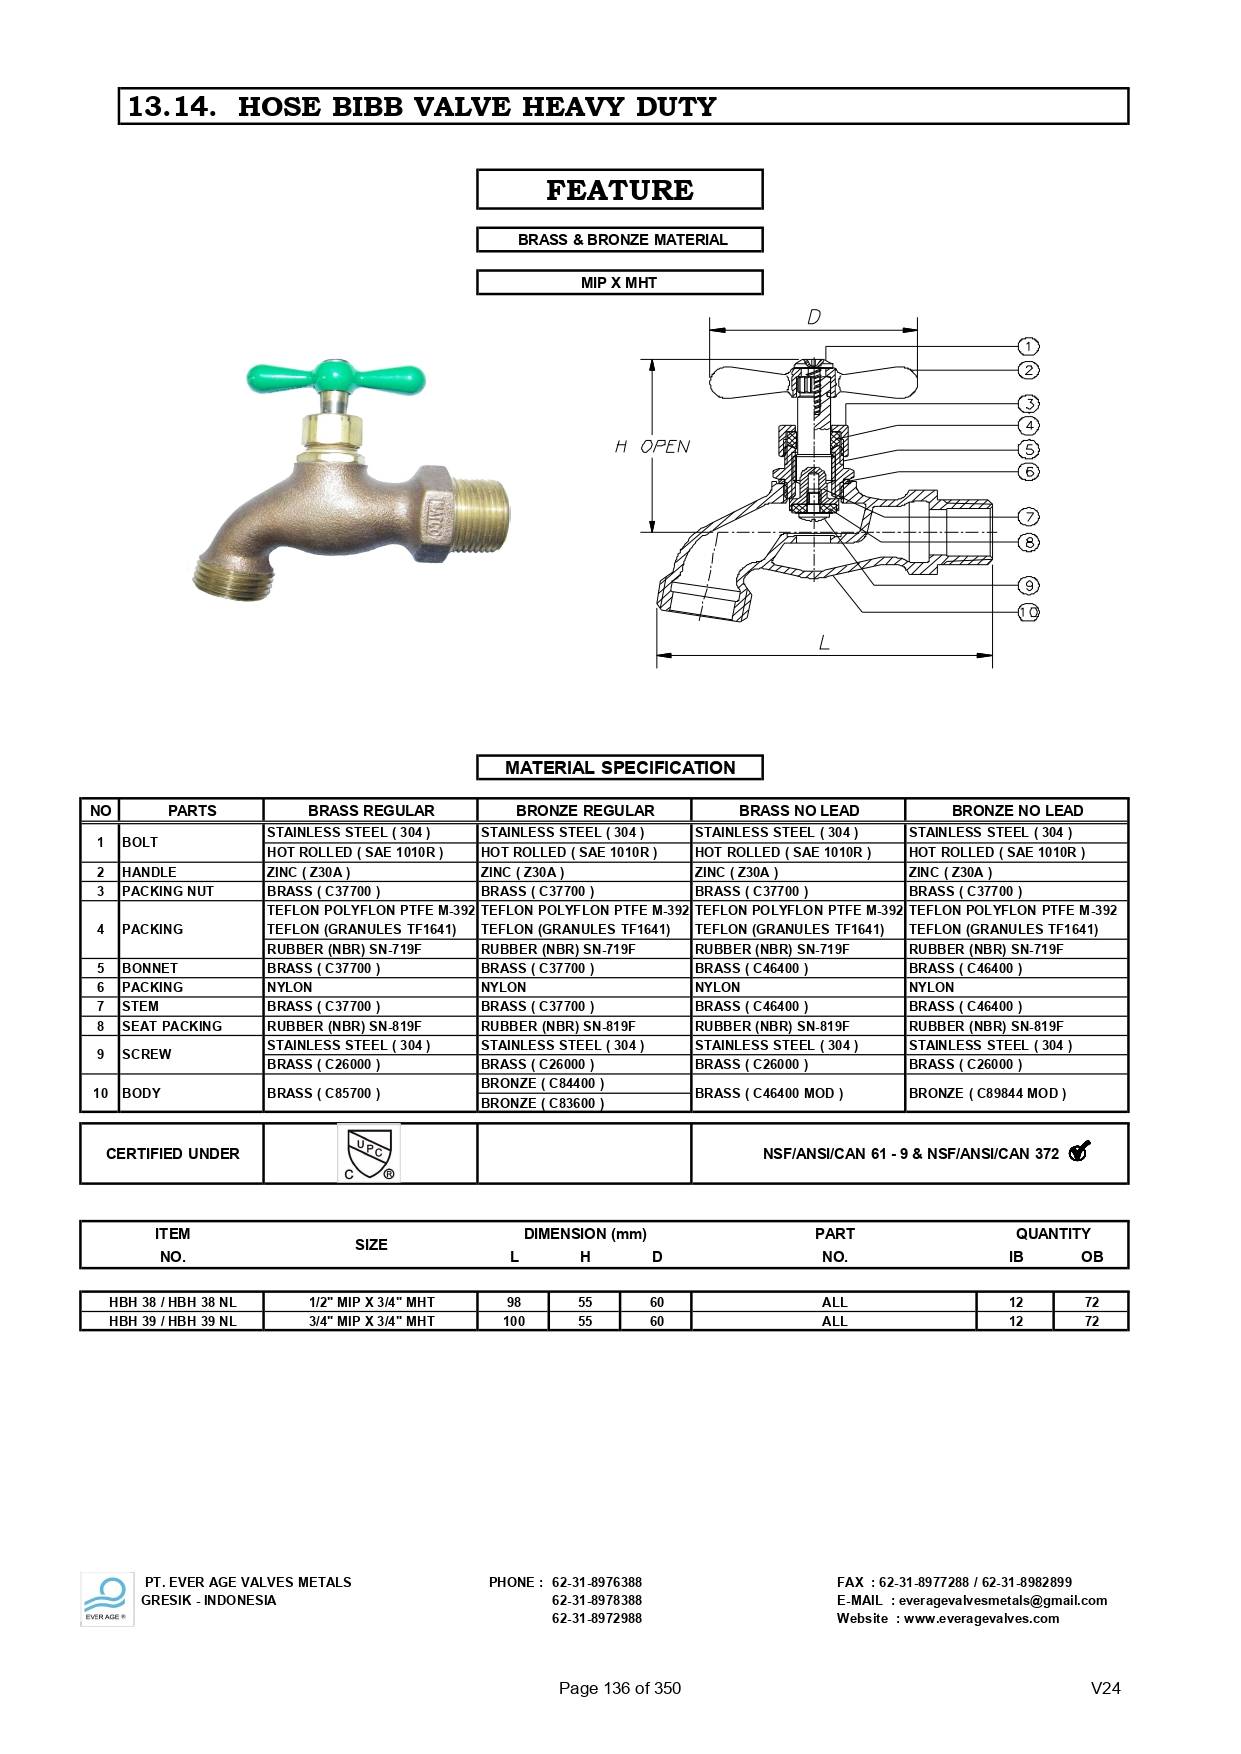 13.14. HOSE BIBB VALVE HEAVY DUTY
FEATURE
BRASS & BRONZE MATERIAL
MIP X MHT
D
H OPEN
L
1
2
3
4
5
6
7
8
9
10
MATERIAL SPECIFICATION
NO PARTS BRASS REGULAR BRONZE REGULAR BRASS NO LEAD BRONZE NO LEAD
1 BOLT STAINLESS STEEL ( 304 ) STAINLESS STEEL ( 304 ) STAINLESS STEEL ( 304 ) STAINLESS STEEL ( 304 )
HOT ROLLED ( SAE 1010R ) HOT ROLLED ( SAE 1010R ) HOT ROLLED ( SAE 1010R ) HOT ROLLED ( SAE 1010R )
2 HANDLE ZINC ( Z30A ) ZINC ( Z30A ) ZINC ( Z30A ) ZINC ( Z30A )
3 PACKING NUT BRASS ( C37700 ) BRASS ( C37700 ) BRASS ( C37700 ) BRASS ( C37700 )
4 PACKING TEFLON POLYFLON PTFE M-392 TEFLON POLYFLON PTFE M-392 TEFLON POLYFLON PTFE M-392 TEFLON POLYFLON PTFE M-392
TEFLON (GRANULES TF1641) TEFLON (GRANULES TF1641) TEFLON (GRANULES TF1641) TEFLON (GRANULES TF1641)
RUBBER (NBR) SN-719F RUBBER (NBR) SN-719F RUBBER (NBR) SN-719F RUBBER (NBR) SN-719F
5 BONNET BRASS ( C37700 ) BRASS ( C37700 ) BRASS ( C46400 ) BRASS ( C46400 )
6 PACKING NYLON NYLON NYLON NYLON
7 STEM BRASS ( C37700 ) BRASS ( C37700 ) BRASS ( C46400 ) BRASS ( C46400 )
8 SEAT PACKING RUBBER (NBR) SN-819F RUBBER (NBR) SN-819F RUBBER (NBR) SN-819F RUBBER (NBR) SN-819F
9 SCREW STAINLESS STEEL ( 304 ) STAINLESS STEEL ( 304 ) STAINLESS STEEL ( 304 ) STAINLESS STEEL ( 304 )
BRASS ( C26000 ) BRASS ( C26000 ) BRASS ( C26000 ) BRASS ( C26000 )
10 BODY BRASS ( C85700 ) BRONZE ( C84400 ) BRASS ( C46400 MOD ) BRONZE ( C89844 MOD )
BRONZE ( C83600 )
CERTIFIED UNDER C UPC ® NSF/ANSI/CAN 61 - 9 & NSF/ANSI/CAN 372
ITEM NO. SIZE DIMENSION (mm) PART NO. QUANTITY
L H D IB OB
HBH 38 / HBH 38 NL 1/2" MIP X 3/4" MHT 98 55 60 ALL 12 72
HBH 39 / HBH 39 NL 3/4" MIP X 3/4" MHT 100 55 60 ALL 12 72
EVER AGE ®
PT. EVER AGE VALVES METALS PHONE : 62-31-8976388 FAX : 62-31-8977288 / 62-31-8982899
GRESIK - INDONESIA 62-31-8978388 E-MAIL : everagevalvesmetals@gmail.com
62-31-8972988 Website : www.everagevalves.com
Page 136 of 350 V24